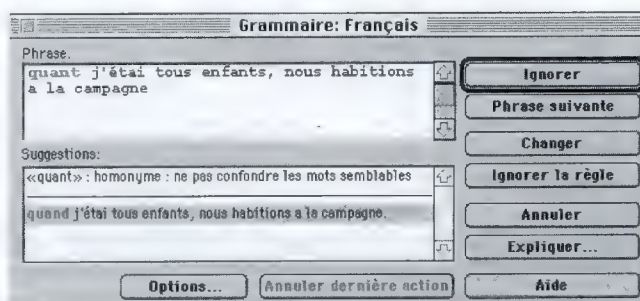 Grammaire: Français
Phrase:
quant j'étai tous enfants, nous habitions
a la campagne
Suggestions:
«quant» : homonyme : ne pas confondre les mots semblables
quand j'étai tous enfants, nous habitions a la campagne.
Ignorer
Phrase suivante
Changer
Ignorer la règle
Annuler
Expliquer...
Options...
Annuler dernière action
Aide